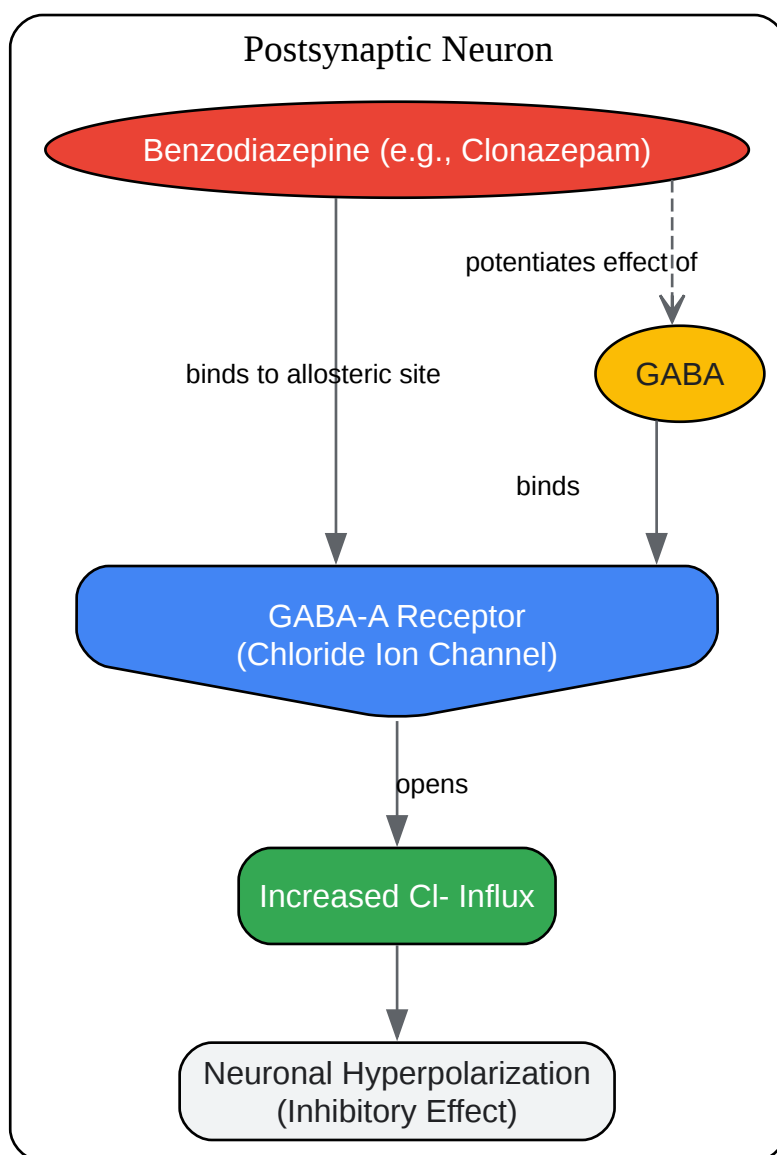 Postsynaptic Neuron
Benzodiazepine (e.g., Clonazepam)
potentiates effect of
binds to allosteric site
GABA
binds
GABA-A Receptor
(Chloride Ion Channel)
opens
Increased Cl- Influx
Neuronal Hyperpolarization
(Inhibitory Effect)